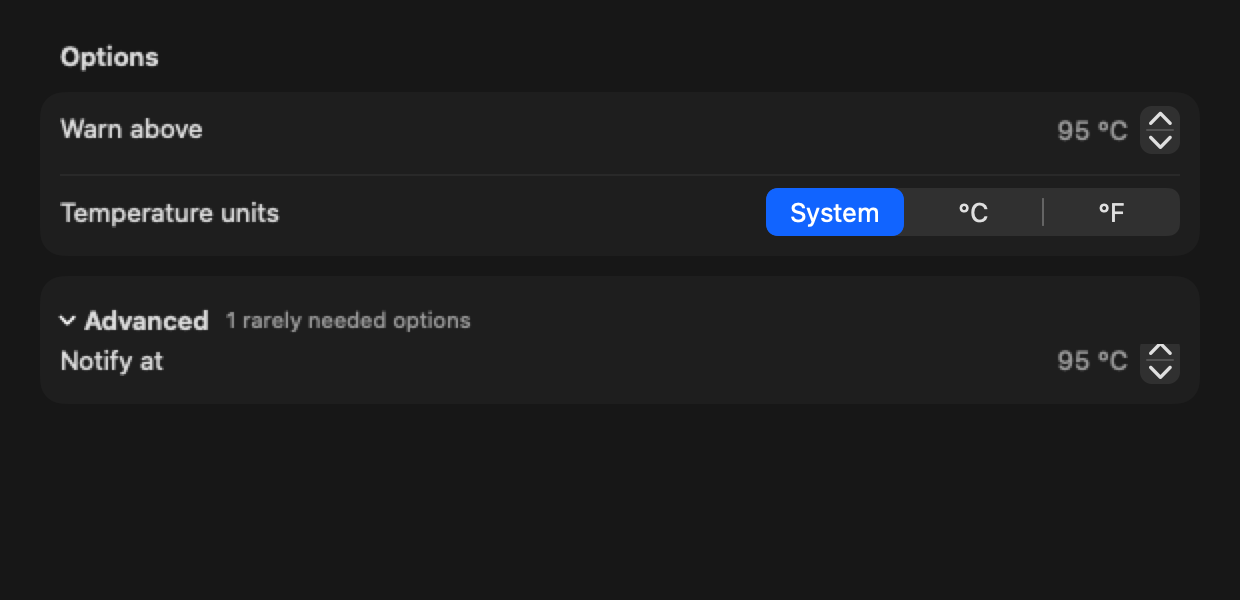 Options
Warn above 95 °C
Temperature units System °C °F
Advanced 1 rarely needed options
Notify at 95 °C